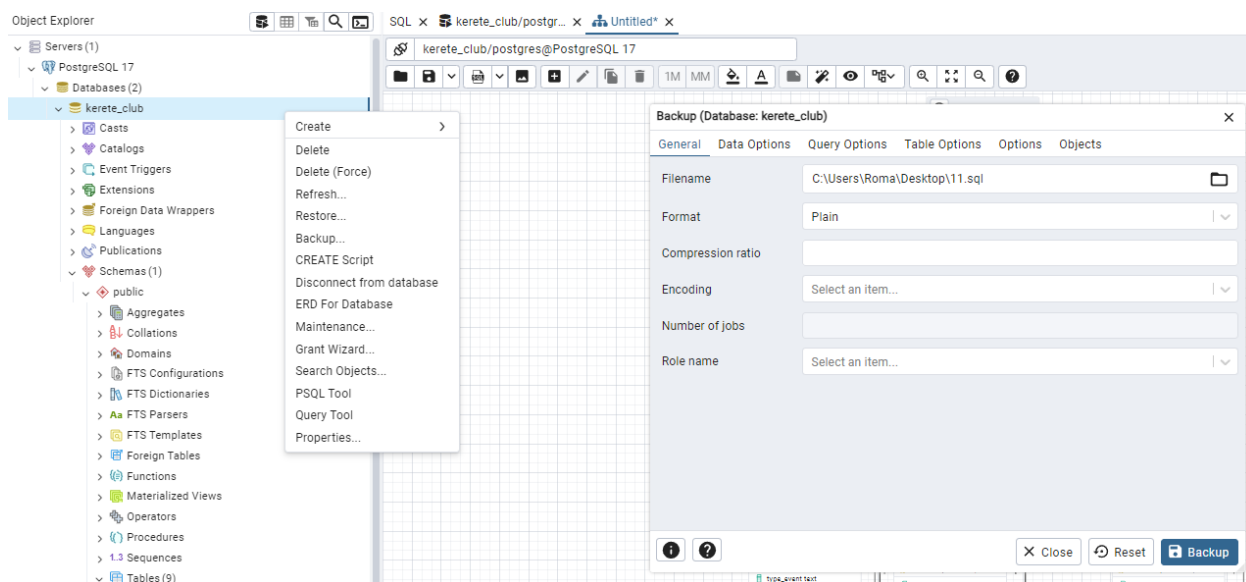 Object Explorer
SQL
kerete_club/postgr...
Untitled*
Servers (1)
PostgreSQL 17
Databases (2)
kerete_club
Casts
Catalogs
Event Triggers
Extensions
Foreign Data Wrappers
Languages
Publications
Schemas (1)
public
Aggregates
Collations
Domains
FTS Configurations
FTS Dictionaries
Aa FTS Parsers
FTS Templates
Foreign Tables
Functions
Materialized Views
Operators
Procedures
1..3 Sequences
Tables (9)
Create
Delete
Delete (Force)
Refresh...
Restore...
Backup...
CREATE Script
Disconnect from database
ERD For Database
Maintenance...
Grant Wizard...
Search Objects...
PSQL Tool
Query Tool
Properties...
kerete_club/postgres@PostgreSQL 17
1M MM A
Backup (Database: kerete_club)
General Data Options Query Options Table Options Options Objects
Filename C:\Users\Roma\Desktop\11.sql
Format Plain
Compression ratio
Encoding Select an item...
Number of jobs
Role name Select an item...
Close Reset Backup
type_event text